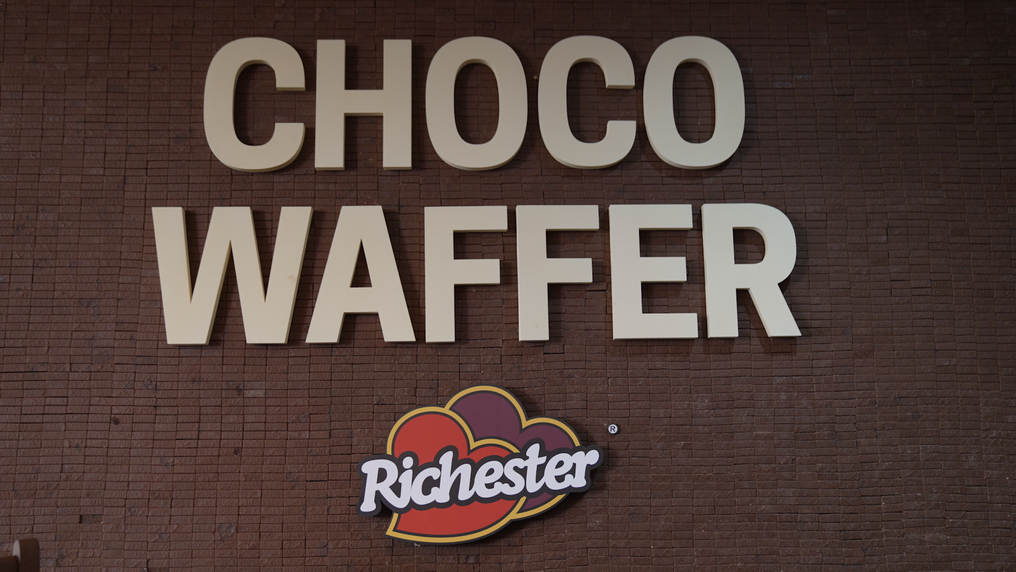 CHOCO
WAFFER
Richester
®